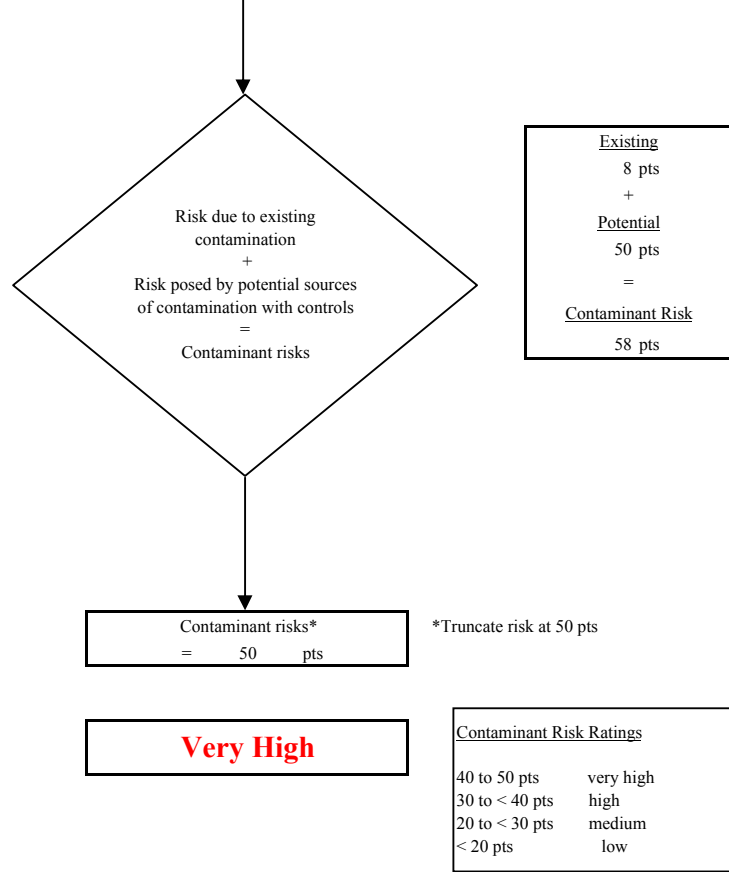 Risk due to existing
contamination
+
Risk posed by potential sources
of contamination with controls
=
Contaminant risks
Existing
8 pts
+
Potential
50 pts
=
Contaminant Risk
58 pts
Contaminant risks*
= 50 pts
*Truncate risk at 50 pts
Very High
Contaminant Risk Ratings
40 to 50 pts very high
30 to < 40 pts high
20 to < 30 pts medium
< 20 pts low